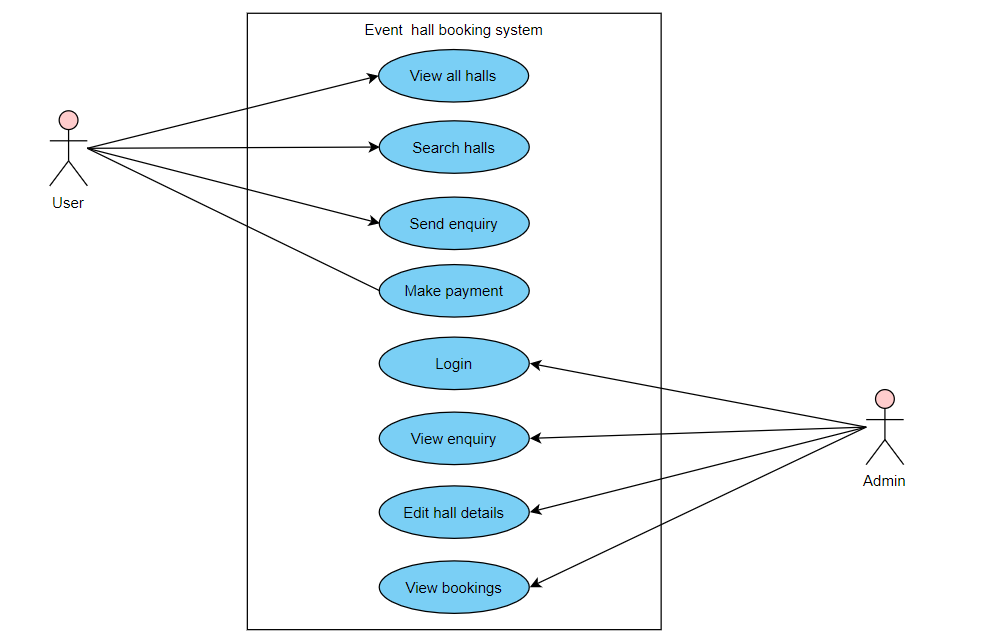 Event hall booking system
View all halls
Search halls
User
Send enquiry
Make payment
Login
View enquiry
Admin
Edit hall details
View bookings